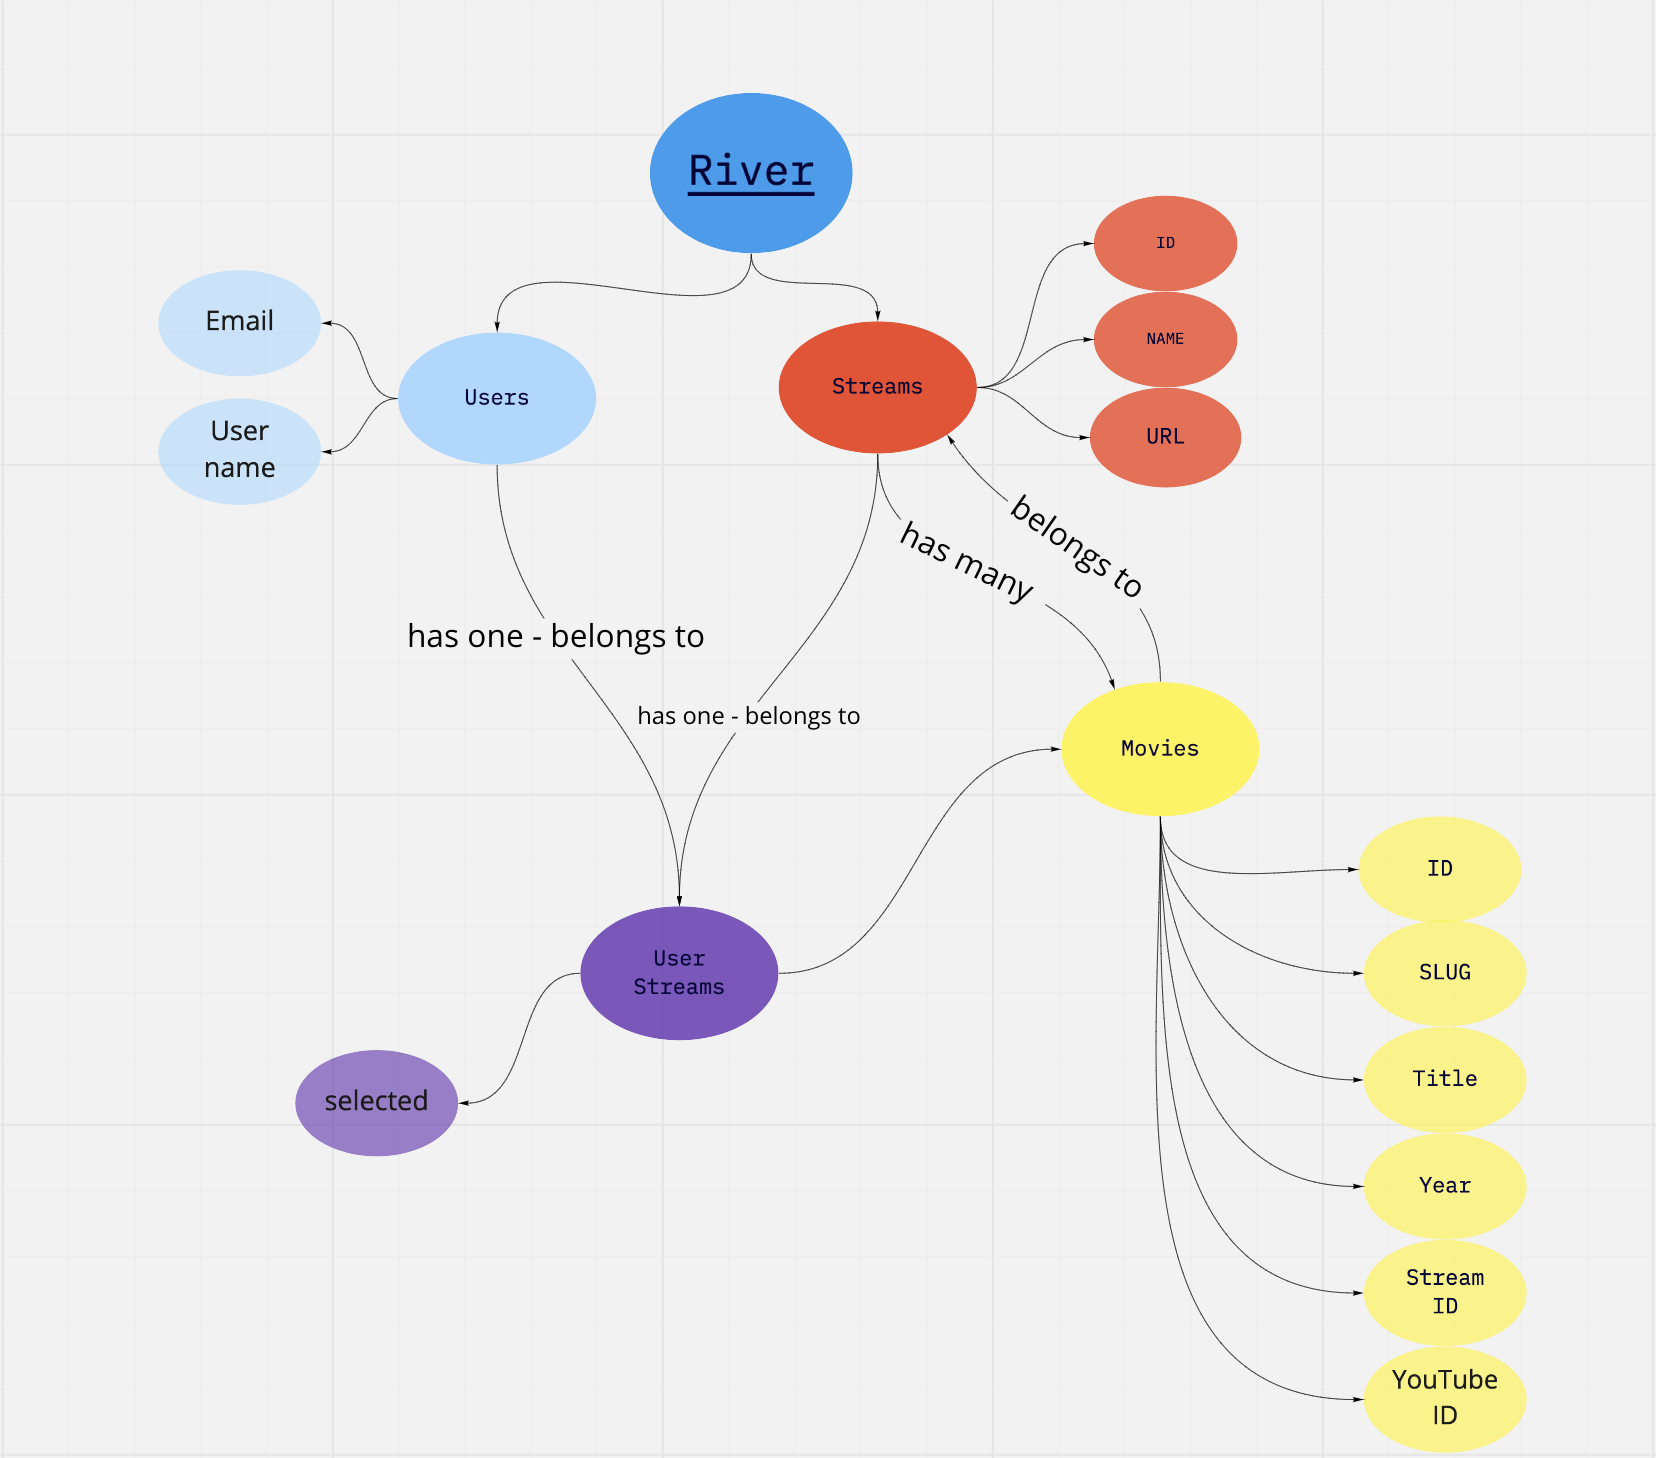 River
ID
NAME
URL
Email
User
name
Users
Streams
belongs to
has many
has one - belongs to
has one - belongs to
Movies
User
Streams
selected
ID
SLUG
Title
Year
Stream
ID
YouTube
ID